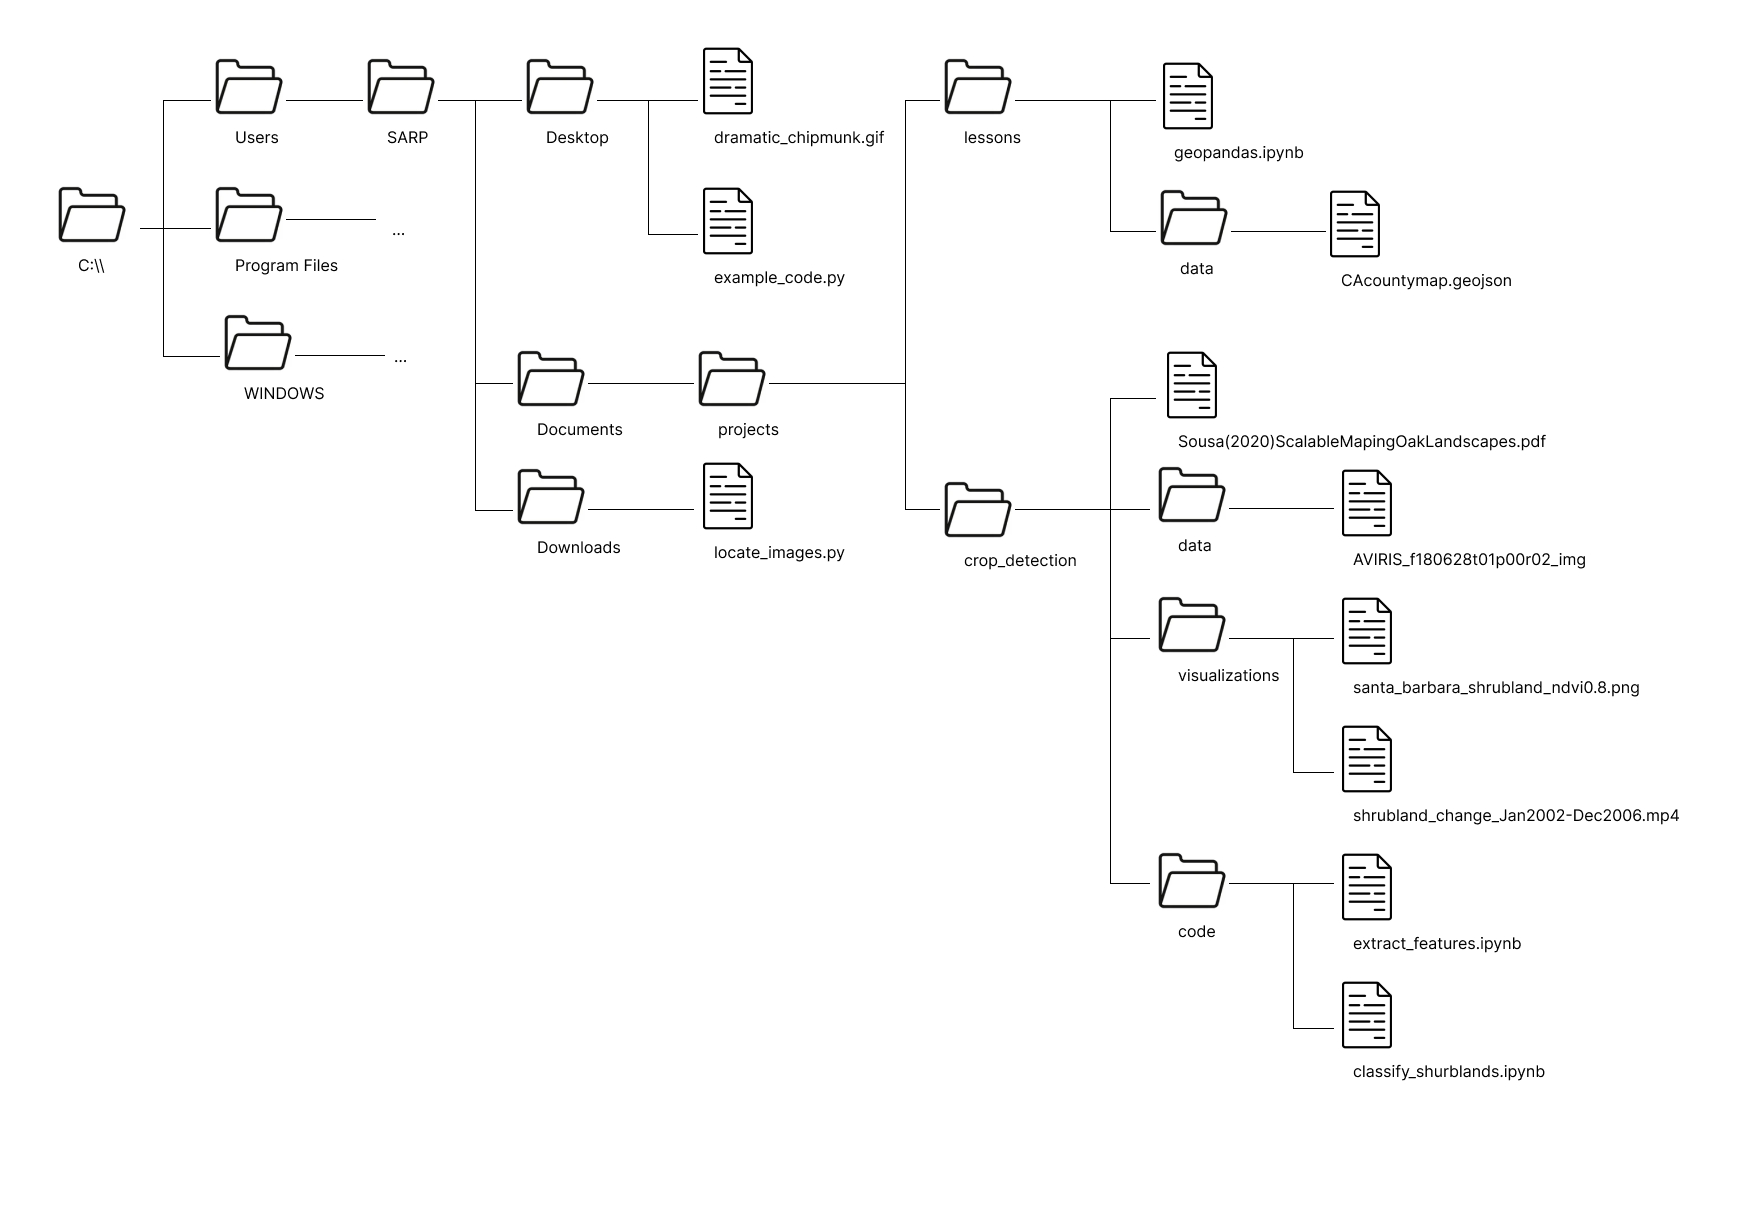 Users
SARP
Desktop
dramatic_chipmunk.gif
lessons
geopandas.ipynb
C:\\
Program Files
...
example_code.py
data
CAcountymap.geojson
WINDOWS
...
Documents
projects
Sousa(2020)ScalableMapingOakLandscapes.pdf
Downloads
locate_images.py
crop_detection
data
AVIRIS_f180628t01p00r02_img
visualizations
santa_barbara_shrubland_ndvi0.8.png
shrubland_change_Jan2002-Dec2006.mp4
code
extract_features.ipynb
classify_shurblands.ipynb